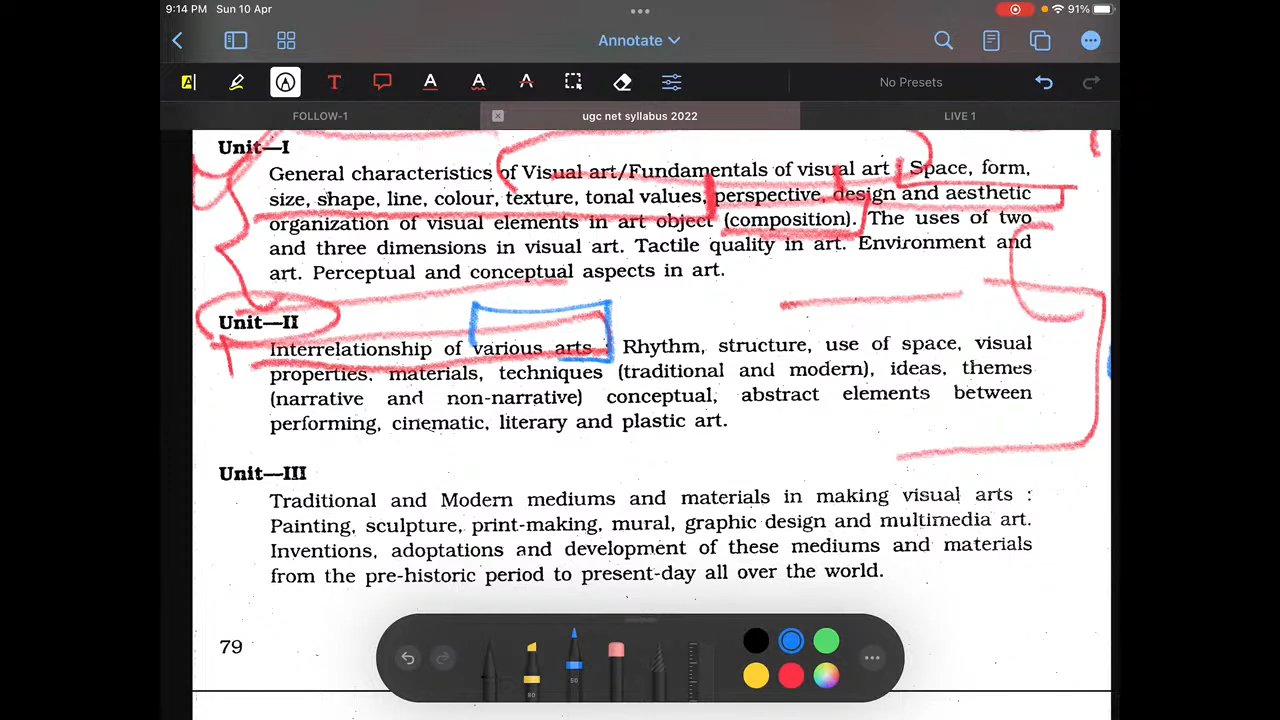 9:14 PM Sun 10 Apr 91%
Annotate
No Presets
FOLLOW-1 ugc net syllabus 2022 LIVE 1
Unit—I
General characteristics of Visual art/Fundamentals of visual art : Space, form,
size, shape, line, colour, texture, tonal values, perspective, design and aesthetic
organization of visual elements in art object (composition). The uses of two
and three dimensions in visual art. Tactile quality in art. Environment and
art. Perceptual and conceptual aspects in art.
Unit—II
Interrelationship of various arts : Rhythm, structure, use of space, visual
properties, materials, techniques (traditional and modern), ideas, themes
(narrative and non-narrative) conceptual, abstract elements between
performing, cinematic, literary and plastic art.
Unit—III
Traditional and Modern mediums and materials in making visual arts :
Painting, sculpture, print-making, mural, graphic design and multimedia art.
Inventions, adoptations and development of these mediums and materials
from the pre-historic period to present-day all over the world.
79
80 50